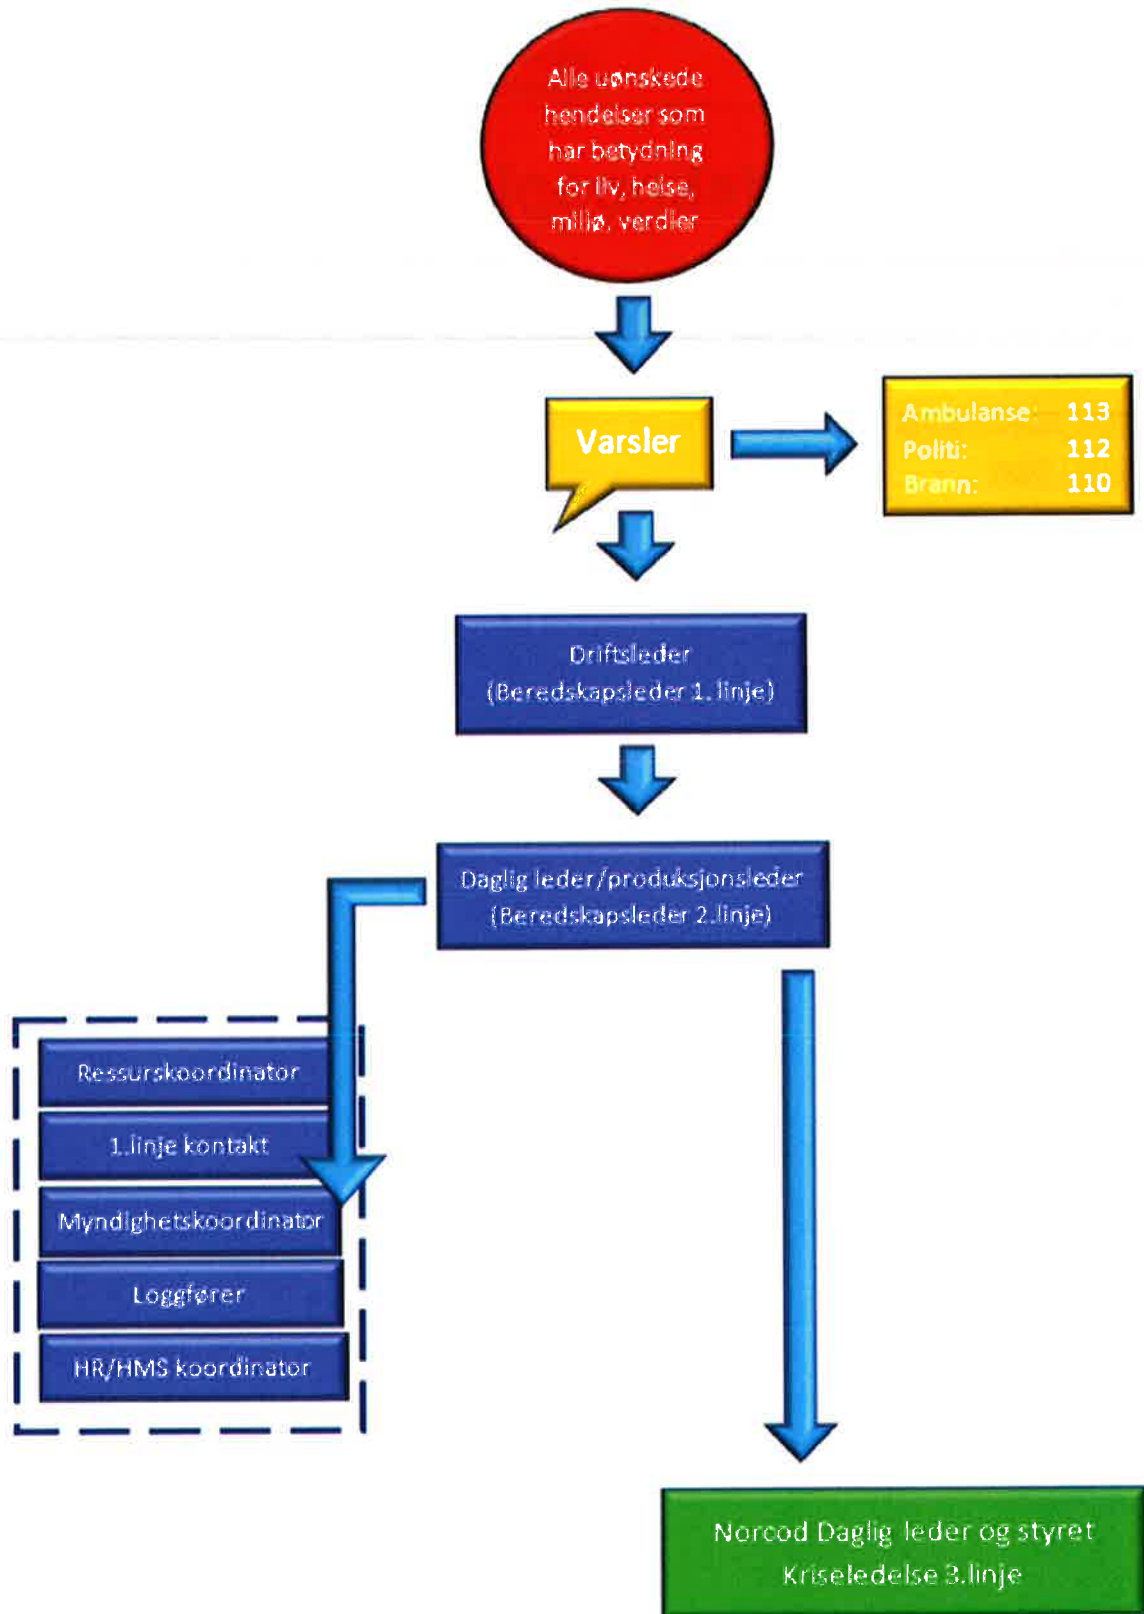 Alle uønskede
hendelser som
har betydning
for liv, helse,
miljø, verdier
Varsler
Ambulanse: 113
Politi: 112
Brann: 110
Driftsleder
(Beredskapsleder 1. linje)
Daglig leder/produksjonsleder
(Beredskapsleder 2.linje)
Ressurskoordinator
1.linje kontakt
Myndighetskoordinator
Loggfører
HR/HMS koordinator
Norcod Daglig leder og styret
Kriseledelse 3.linje